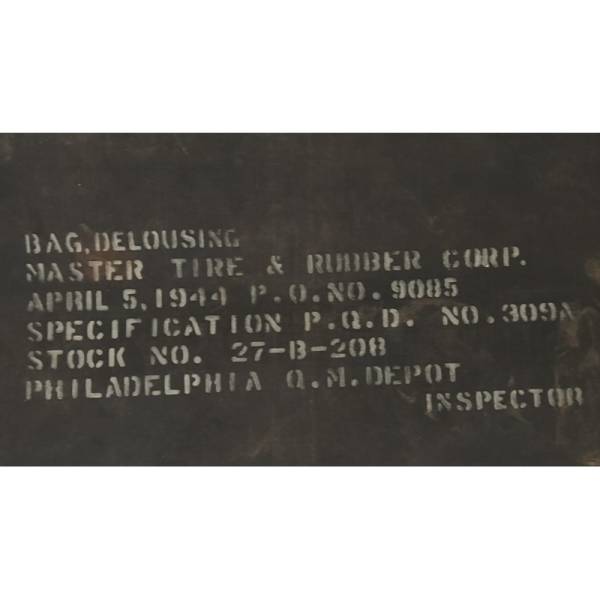 BAG, DELOUSING
MASTER TIRE & RUBBER CORP.
APRIL 5, 1944 P.O. NO. 9085
SPECIFICATION P.Q.D. NO. 309A
STOCK NO. 27-B-208
PHILADELPHIA Q.M. DEPOT
INSPECTOR